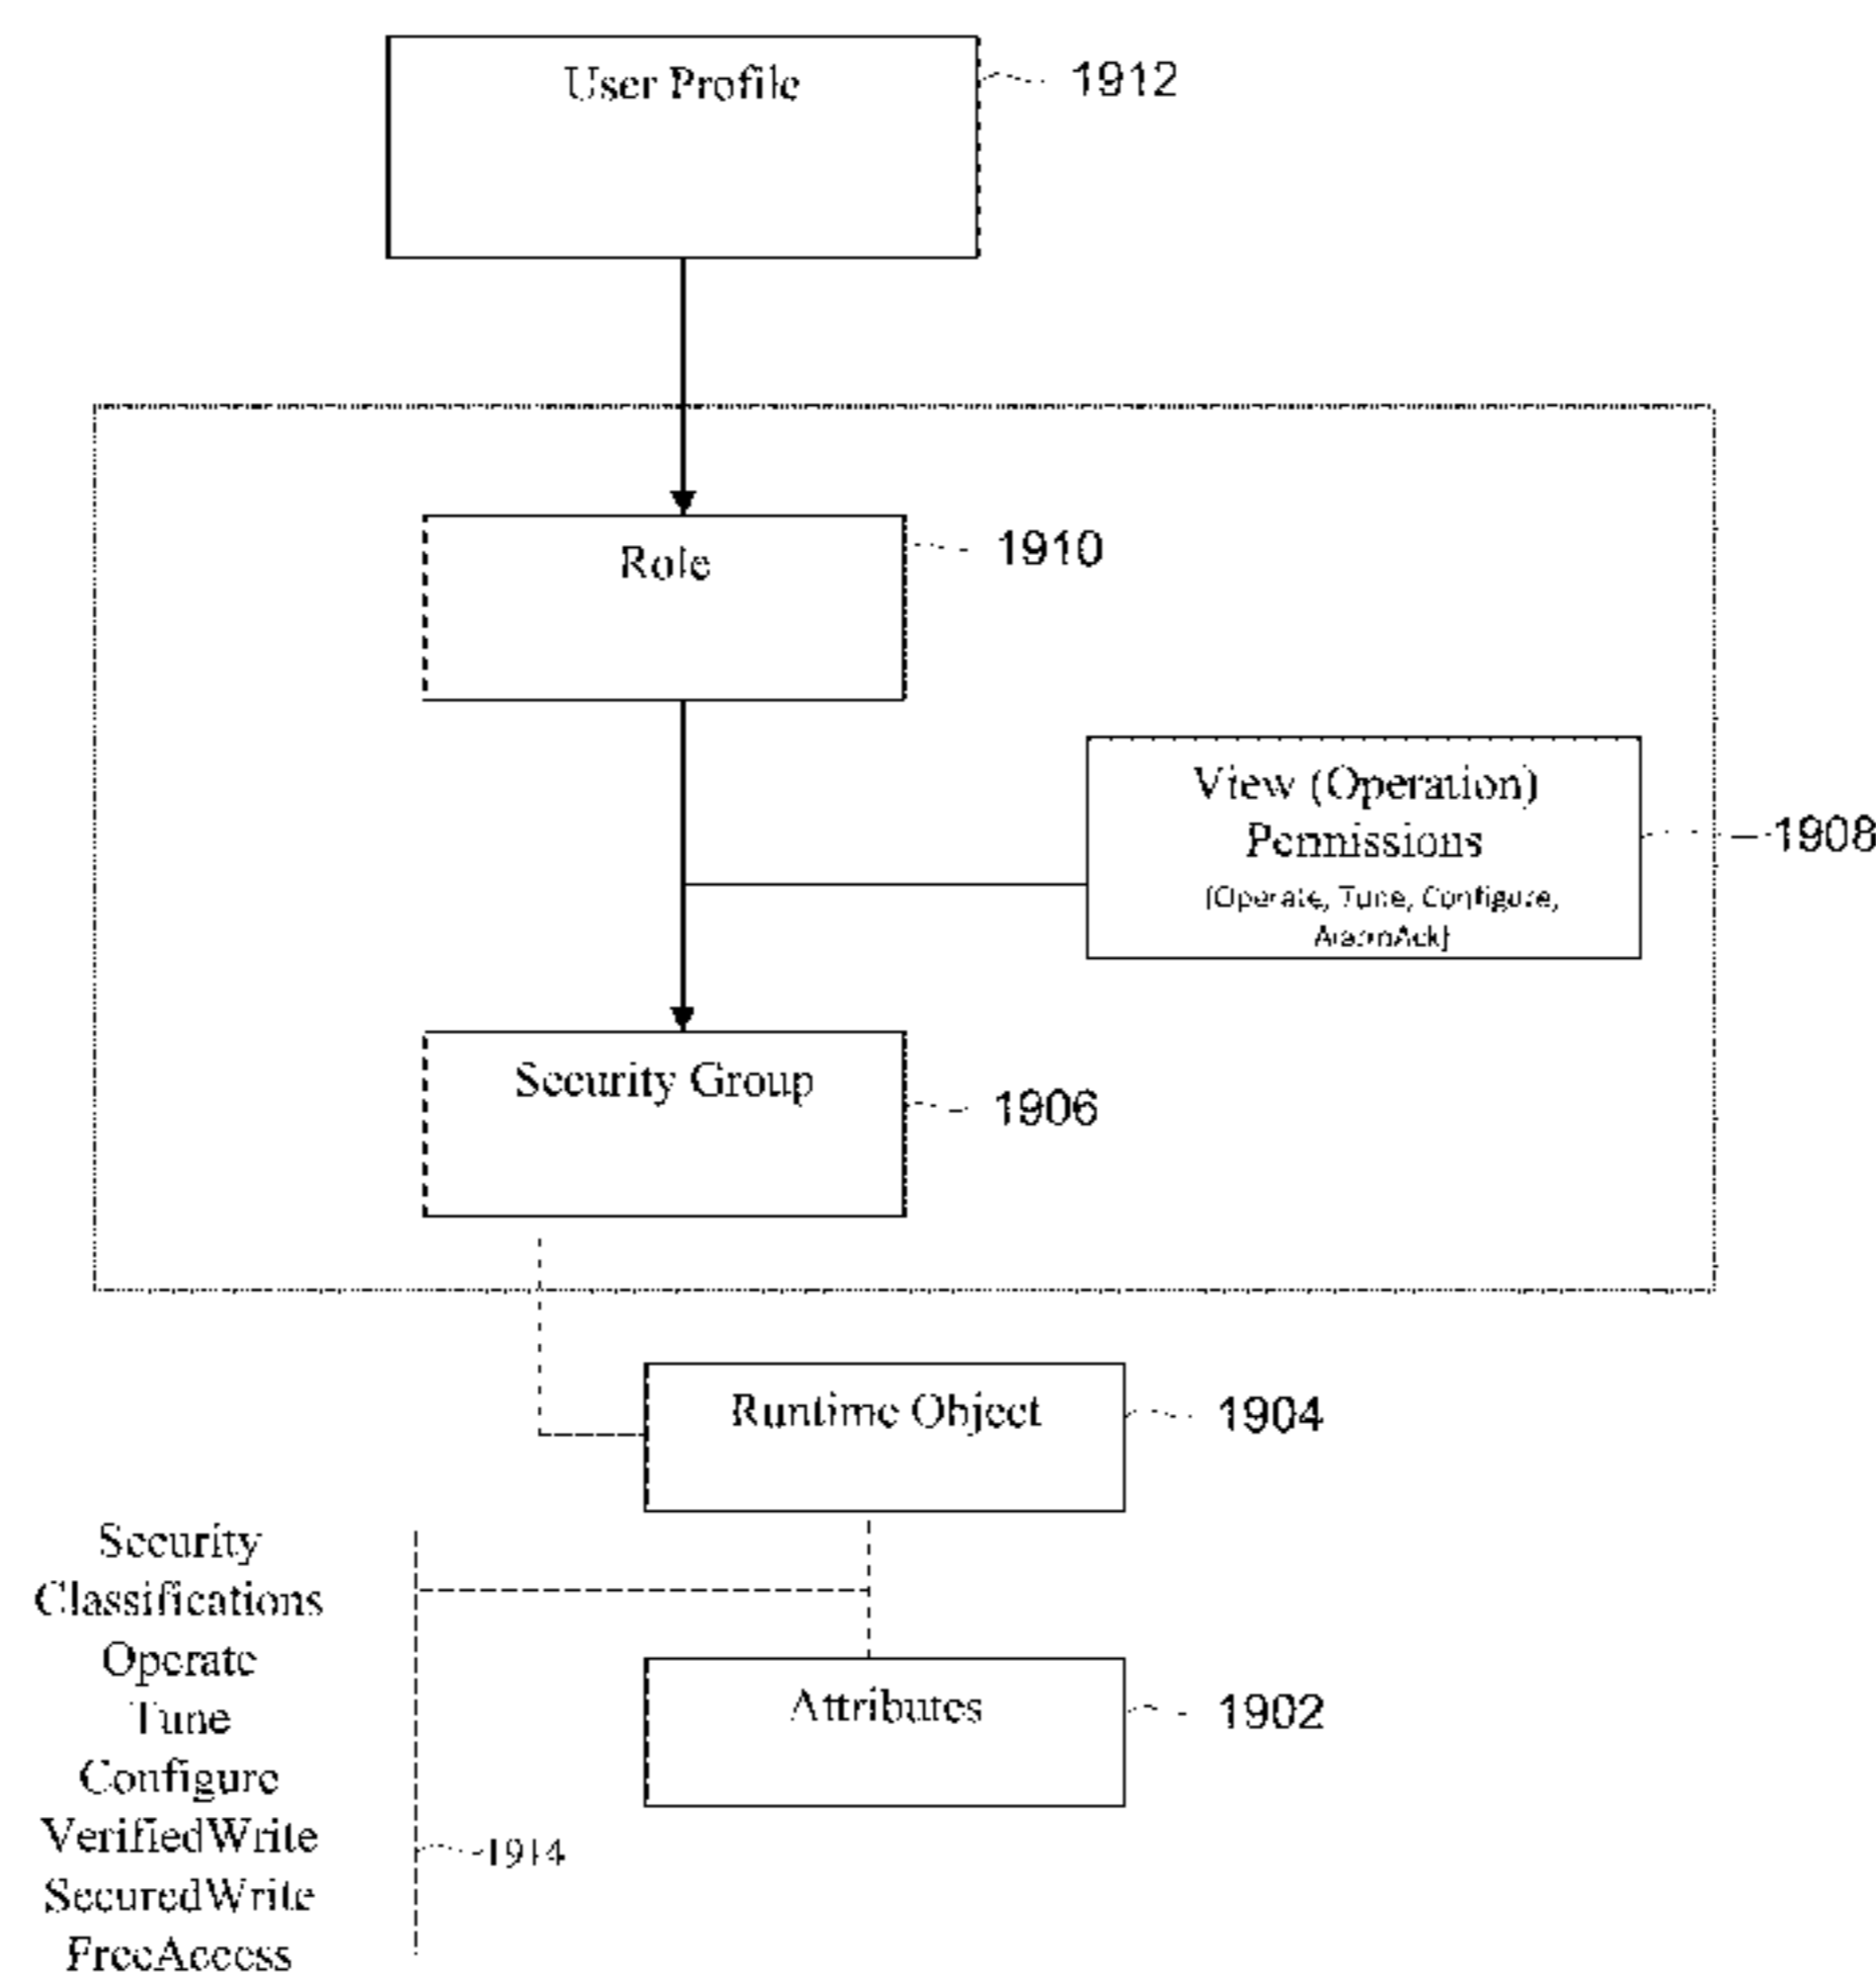 User Profile
1912
Role
1910
View (Operation)
Permissions
1908
(Operate, Tune, Configure,
AlarmAck)
Security Group
1906
Runtime Object
1904
Security
Classifications
Operate
Tune
Configure
VerifiedWrite
SecuredWrite
FreeAccess
1914
Attributes
1902